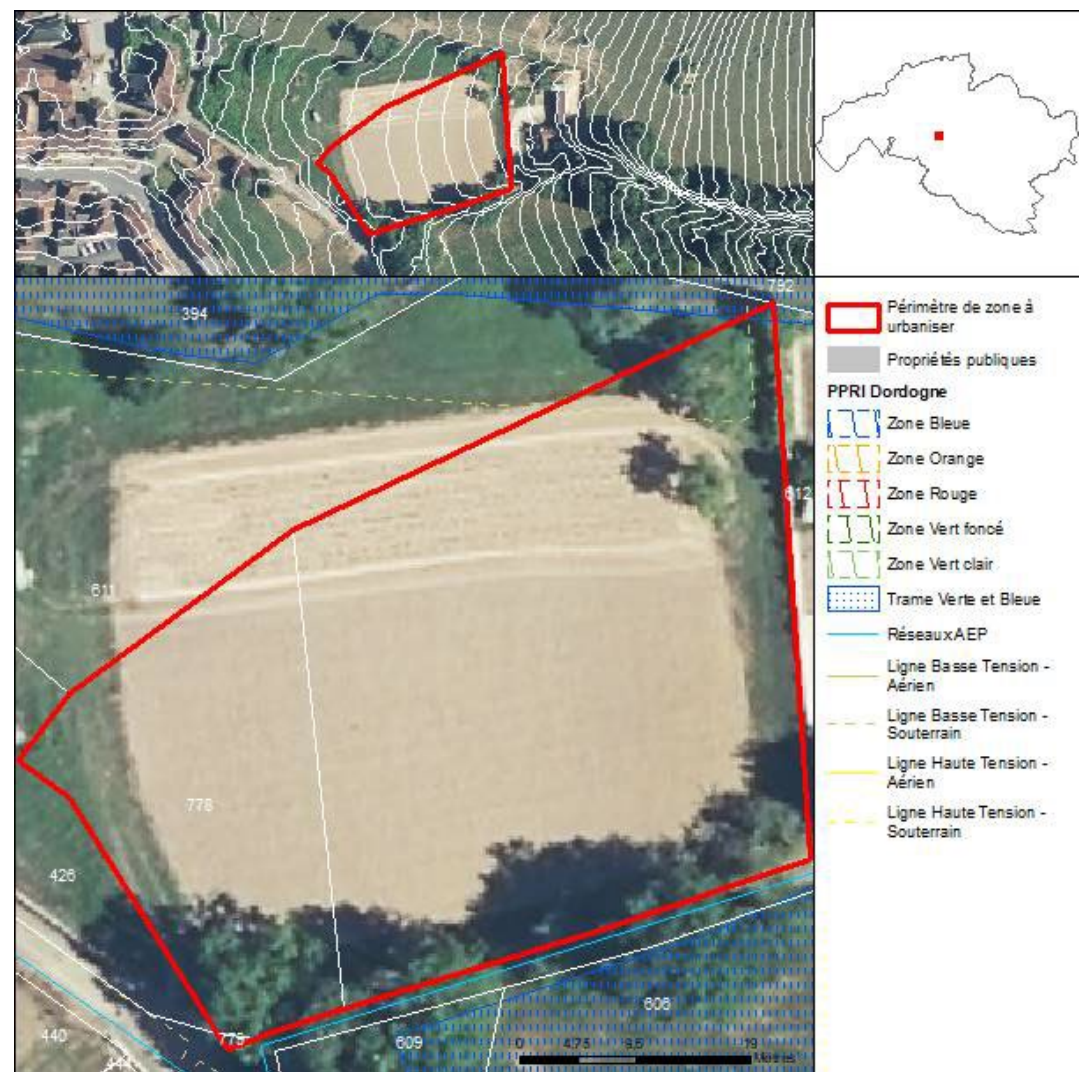 Périmètre de zone à
urbaniser
Propriétés publiques
PPRI Dordogne
Zone Bleue
Zone Orange
Zone Rouge
Zone Vert foncé
Zone Vert clair
Trame Verte et Bleue
Réseaux AEP
Ligne Basse Tension -
Aérien
Ligne Basse Tension -
Souterrain
Ligne Haute Tension -
Aérien
Ligne Haute Tension -
Souterrain
792
394
612
611
778
426
440
779
609
606
0 4,75 9,5 19
Mètres